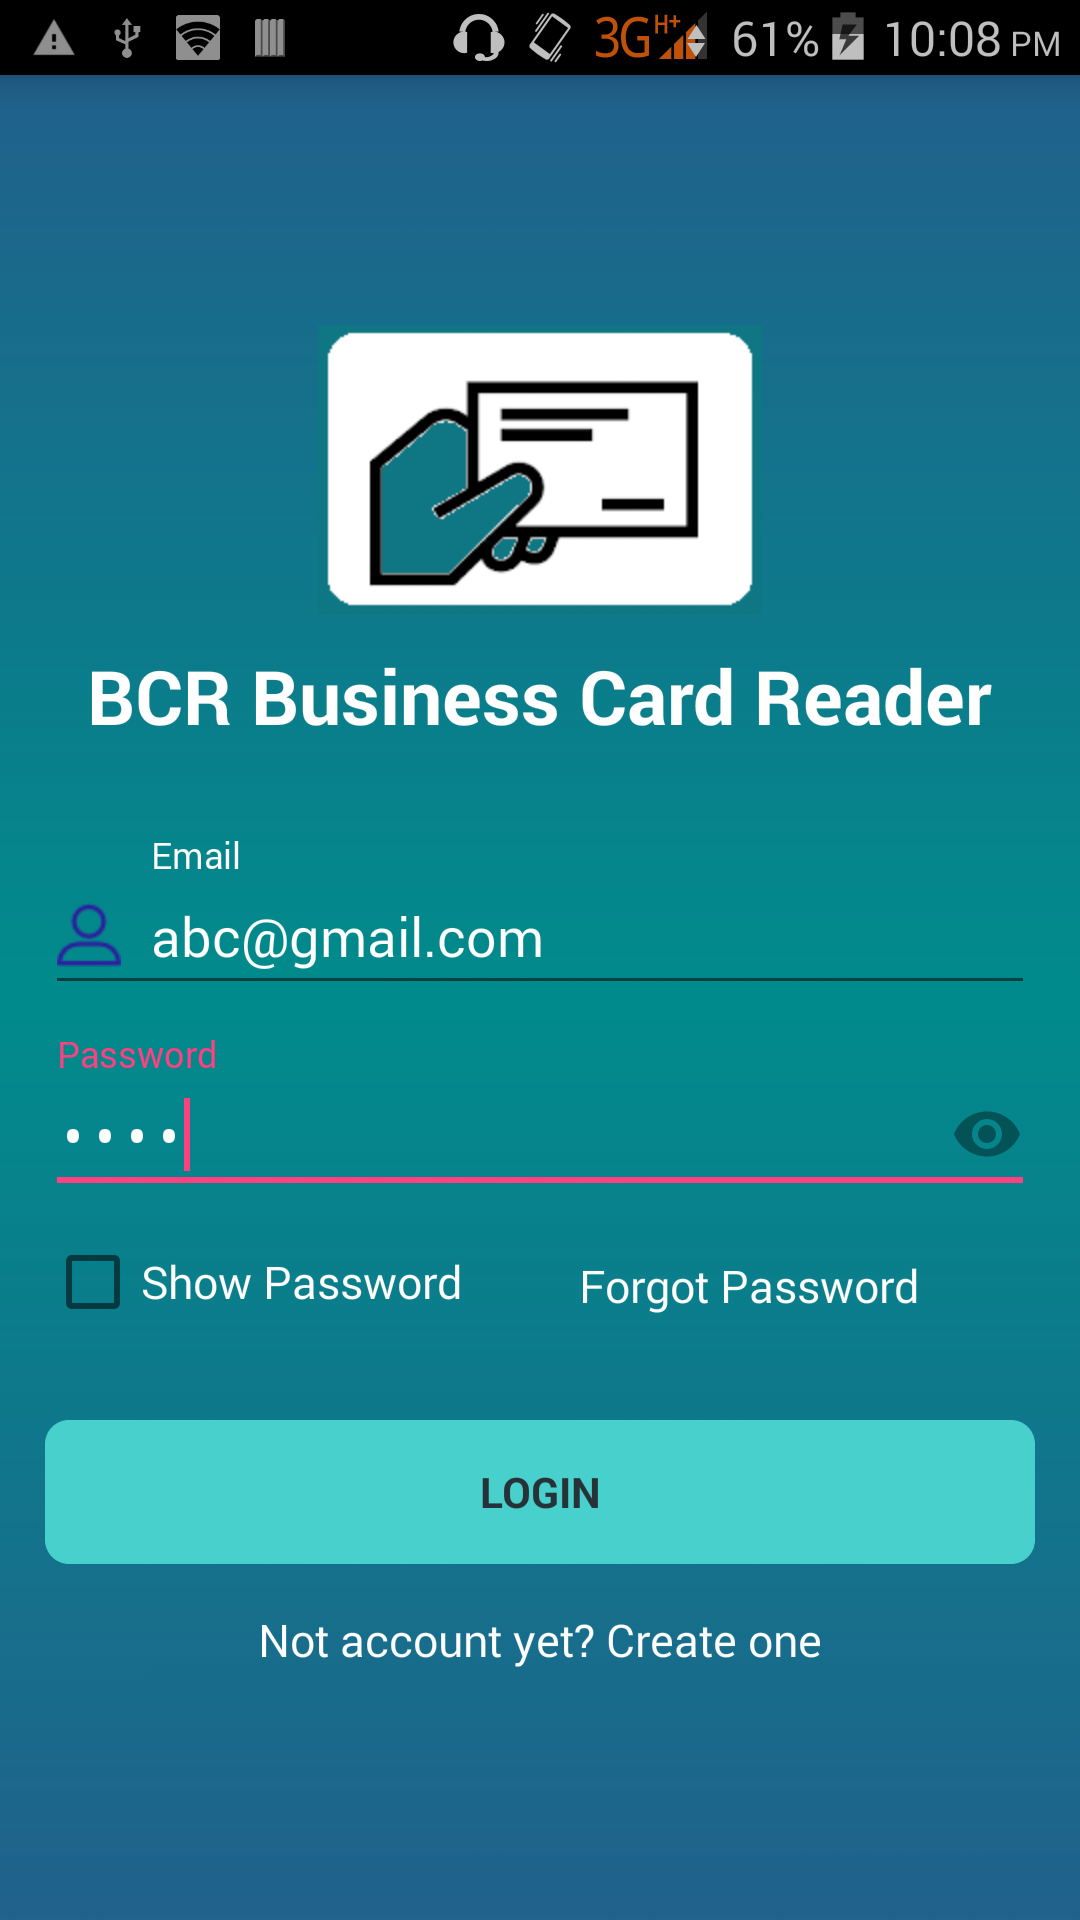 3G H+ 61% 10:08 PM
BCR Business Card Reader
Email
abc@gmail.com
Password
••••
Show Password Forgot Password
LOGIN
Not account yet? Create one